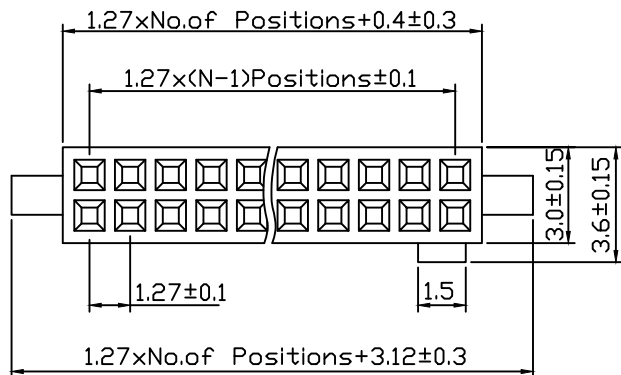 1.27xNo.of Positions+0.4±0.3
1.27x(N-1)Positions±0.1
3.0±0.15
3.6±0.15
1.27±0.1
1.5
1.27xNo.of Positions+3.12±0.3